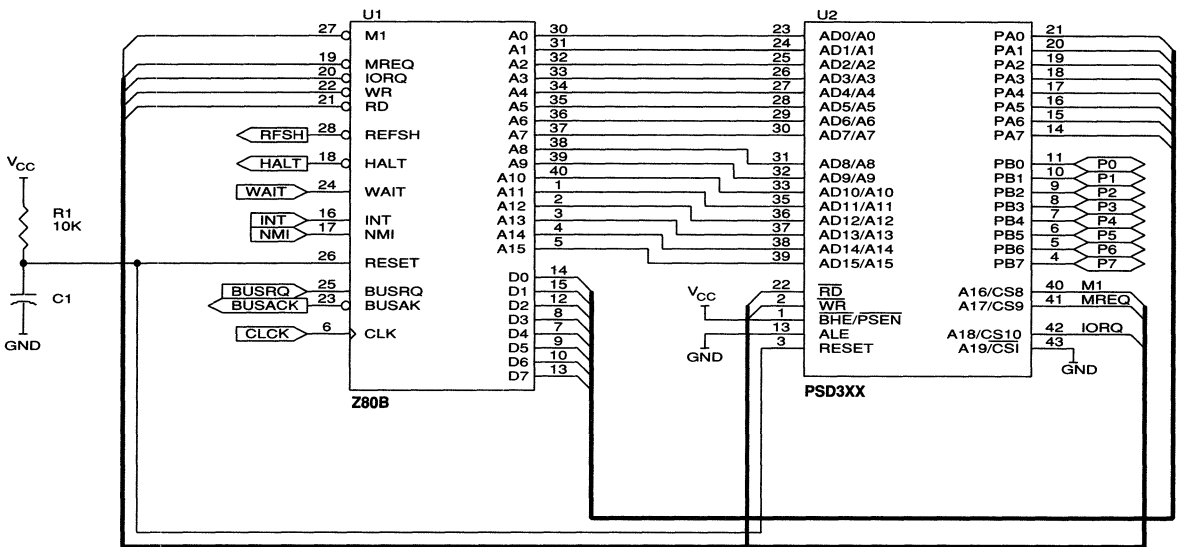 U1
U2
27 M1 A0 30 23 AD0/A0 PA0 21
A1 31 24 AD1/A1 PA1 20
19 MREQ A2 32 25 AD2/A2 PA2 19
20 IORQ A3 33 26 AD3/A3 PA3 18
22 WR A4 34 27 AD4/A4 PA4 17
21 RD A5 35 28 AD5/A5 PA5 16
A6 36 29 AD6/A6 PA6 15
RFSH 28 REFSH A7 37 30 AD7/A7 PA7 14
A8 38
HALT 18 HALT A9 39 31 AD8/A8 PB0 11 P0
A10 40 32 AD9/A9 PB1 10 P1
WAIT 24 WAIT A11 1 33 AD10/A10 PB2 9 P2
A12 2 35 AD11/A11 PB3 8 P3
INT 16 INT A13 3 36 AD12/A12 PB4 7 P4
NMI 17 NMI A14 4 37 AD13/A13 PB5 6 P5
A15 5 38 AD14/A14 PB6 5 P6
26 RESET 39 AD15/A15 PB7 4 P7
VCC
R1
10K
C1
GND
D0 14
BUSRQ 25 BUSRQ D1 15 VCC 22 RD A16/CS8 40 M1
BUSACK 23 BUSAK D2 12 2 WR A17/CS9 41 MREQ
D3 8 1 BHE/PSEN
CLCK 6 CLK D4 7 13 ALE A18/CS10 42 IORQ
D5 9 GND 3 RESET A19/CSI 43
D6 10 GND
D7 13
Z80B
PSD3XX